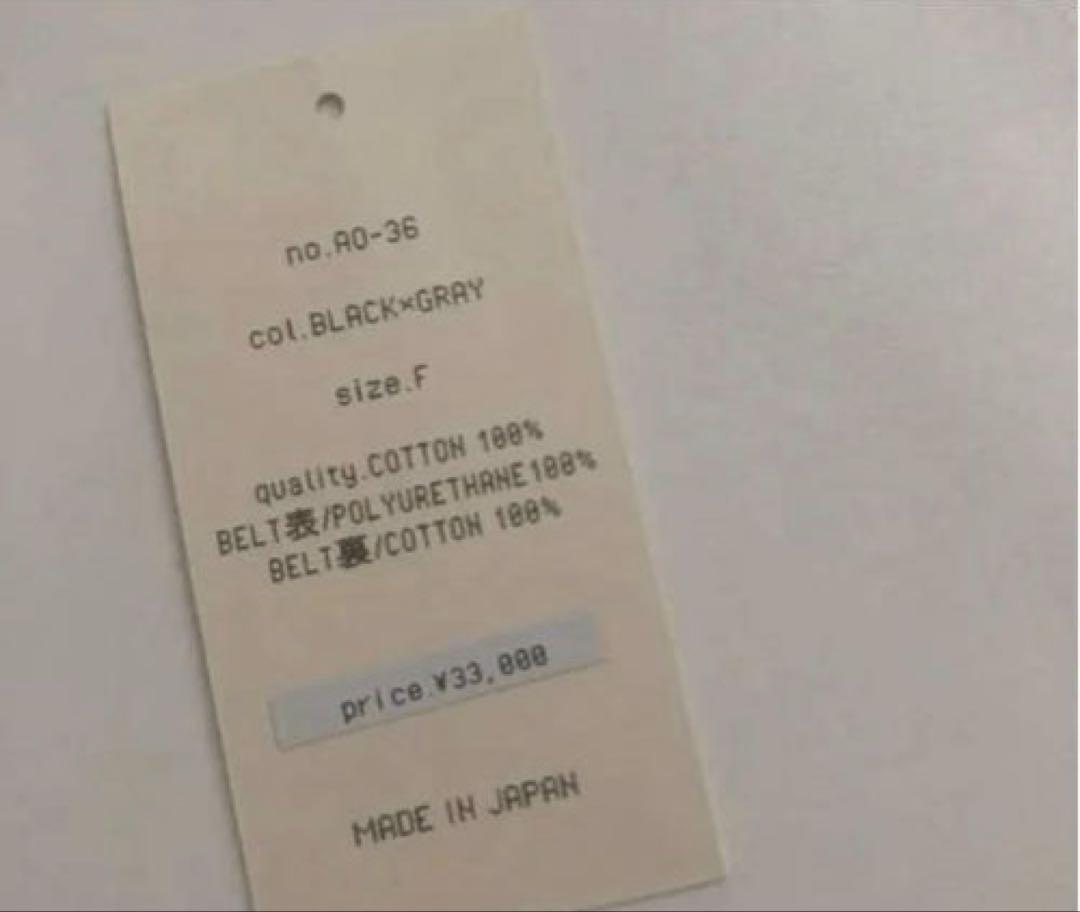 no.AO-36
col.BLACK×GRAY
size.F
quality.COTTON 100%
BELT表/POLYURETHANE100%
BELT裏/COTTON 100%
price.¥33,000
MADE IN JAPAN